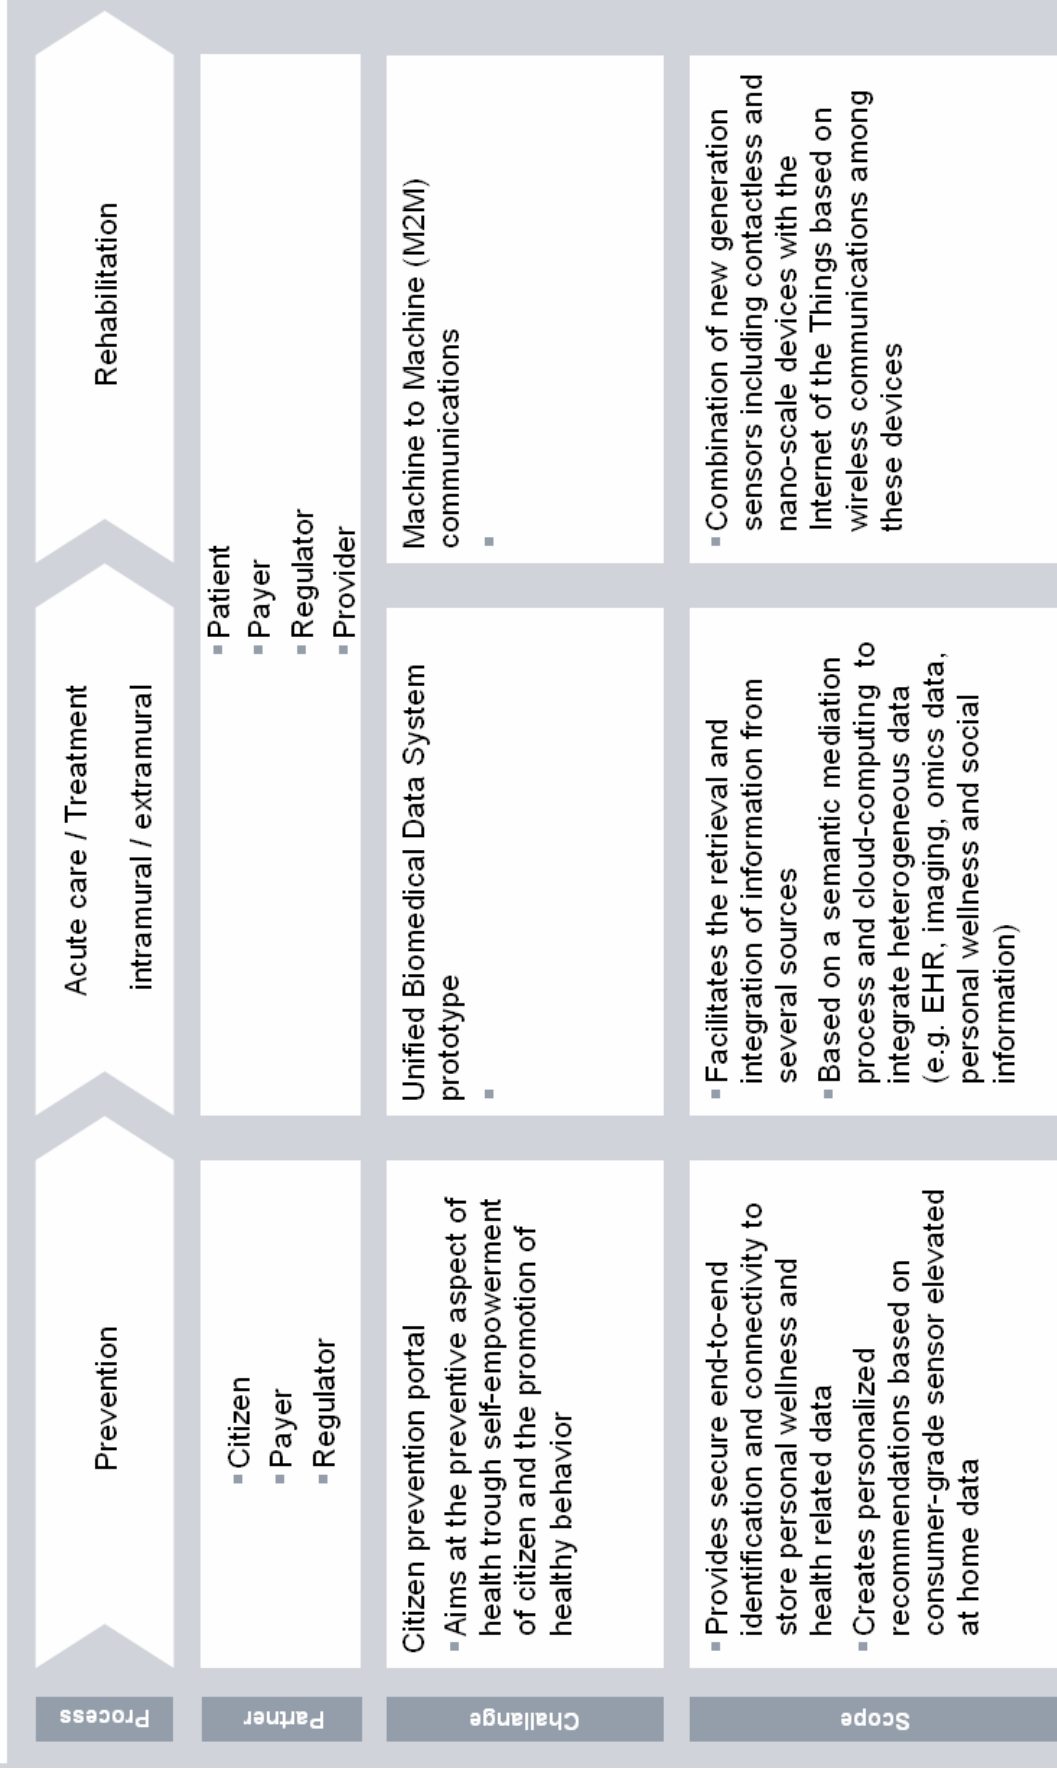 Process
Prevention
Acute care / Treatment
intramural / extramural
Rehabilitation
Partner
▪Citizen
▪Payer
▪Regulator
▪Patient
▪Payer
▪Regulator
▪Provider
Challange
Citizen prevention portal
▪Aims at the preventive aspect of
health trough self-empowerment
of citizen and the promotion of
healthy behavior
Unified Biomedical Data System
prototype
▪
Machine to Machine (M2M)
communications
▪
Scope
▪Provides secure end-to-end
identification and connectivity to
store personal wellness and
health related data
▪Creates personalized
recommendations based on
consumer-grade sensor elevated
at home data
▪Facilitates the retrieval and
integration of information from
several sources
▪Based on a semantic mediation
process and cloud-computing to
integrate heterogeneous data
(e.g. EHR, imaging, omics data,
personal wellness and social
information)
▪Combination of new generation
sensors including contactless and
nano-scale devices with the
Internet of the Things based on
wireless communications among
these devices